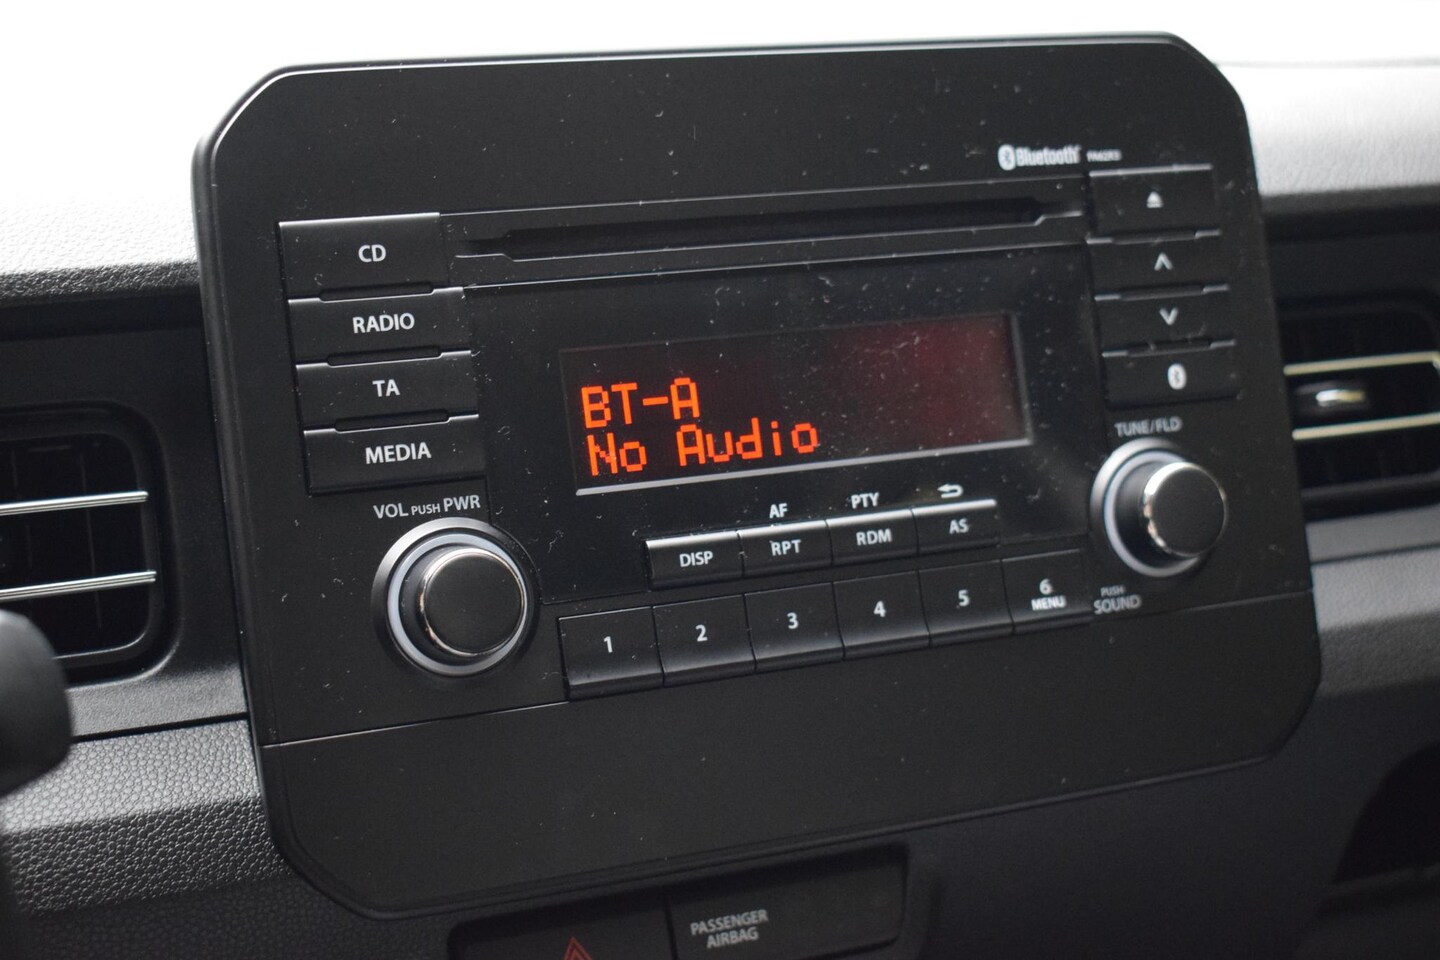 Bluetooth
CD
RADIO
TA
MEDIA
BT-A
No Audio
TUNE/FLD
VOL PUSH PWR
AF
PTY
DISP
RPT
RDM
AS
1
2
3
4
5
6
MENU
PUSH
SOUND
PASSENGER
AIRBAG